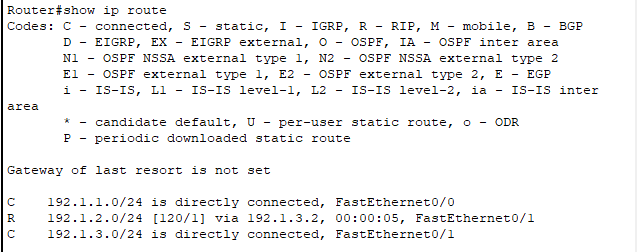 Router#show ip route
Codes: C - connected, S - static, I - IGRP, R - RIP, M - mobile, B - BGP
D - EIGRP, EX - EIGRP external, O - OSPF, IA - OSPF inter area
N1 - OSPF NSSA external type 1, N2 - OSPF NSSA external type 2
E1 - OSPF external type 1, E2 - OSPF external type 2, E - EGP
i - IS-IS, L1 - IS-IS level-1, L2 - IS-IS level-2, ia - IS-IS inter
area
* - candidate default, U - per-user static route, o - ODR
P - periodic downloaded static route
Gateway of last resort is not set
C 192.1.1.0/24 is directly connected, FastEthernet0/0
R 192.1.2.0/24 [120/1] via 192.1.3.2, 00:00:05, FastEthernet0/1
C 192.1.3.0/24 is directly connected, FastEthernet0/1